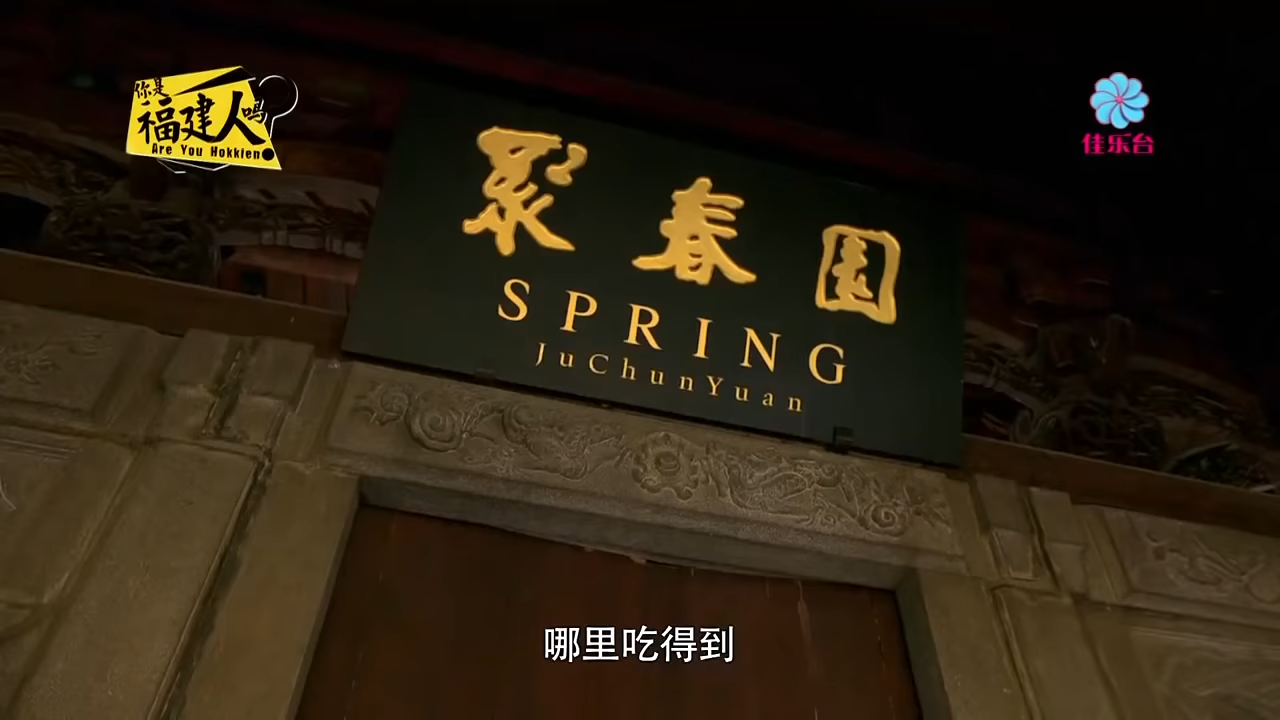 你是
福建人吗
Are You Hokkien?
佳乐台
聚春园
SPRING
JuChunYuan
哪里吃得到